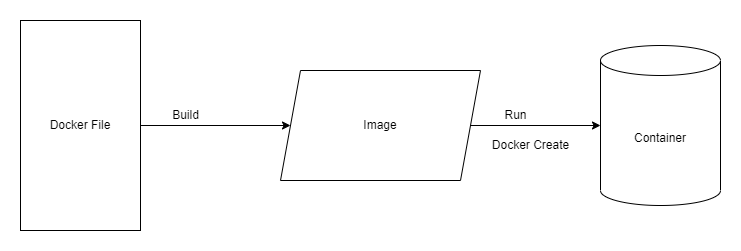 Docker File
Build
Image
Run
Docker Create
Container